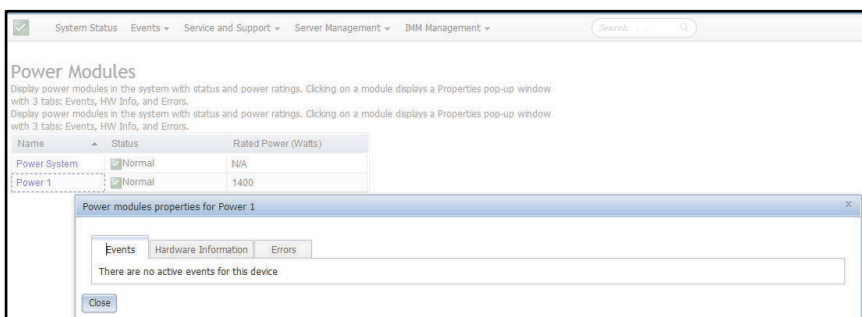 System Status Events Service and Support Server Management IMM Management Search . . .
Power Modules
Display power modules in the system with status and power ratings. Clicking on a module displays a Properties pop-up window
with 3 tabs: Events, HW Info, and Errors.
Display power modules in the system with status and power ratings. Clicking on a module displays a Properties pop-up window
with 3 tabs: Events, HW Info, and Errors.
Name Status Rated Power (Watts)
Power System Normal N/A
Power 1 Normal 1400
Power modules properties for Power 1 x
Events Hardware Information Errors
There are no active events for this device
Close